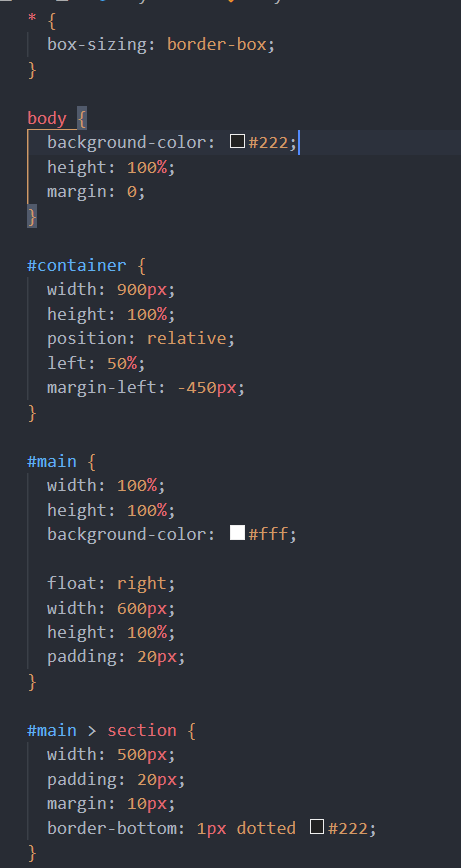 * {
box-sizing: border-box;
}
body {
background-color: #222;
height: 100%;
margin: 0;
}
#container {
width: 900px;
height: 100%;
position: relative;
left: 50%;
margin-left: -450px;
}
#main {
width: 100%;
height: 100%;
background-color: #fff;
float: right;
width: 600px;
height: 100%;
padding: 20px;
}
#main > section {
width: 500px;
padding: 20px;
margin: 10px;
border-bottom: 1px dotted #222;
}